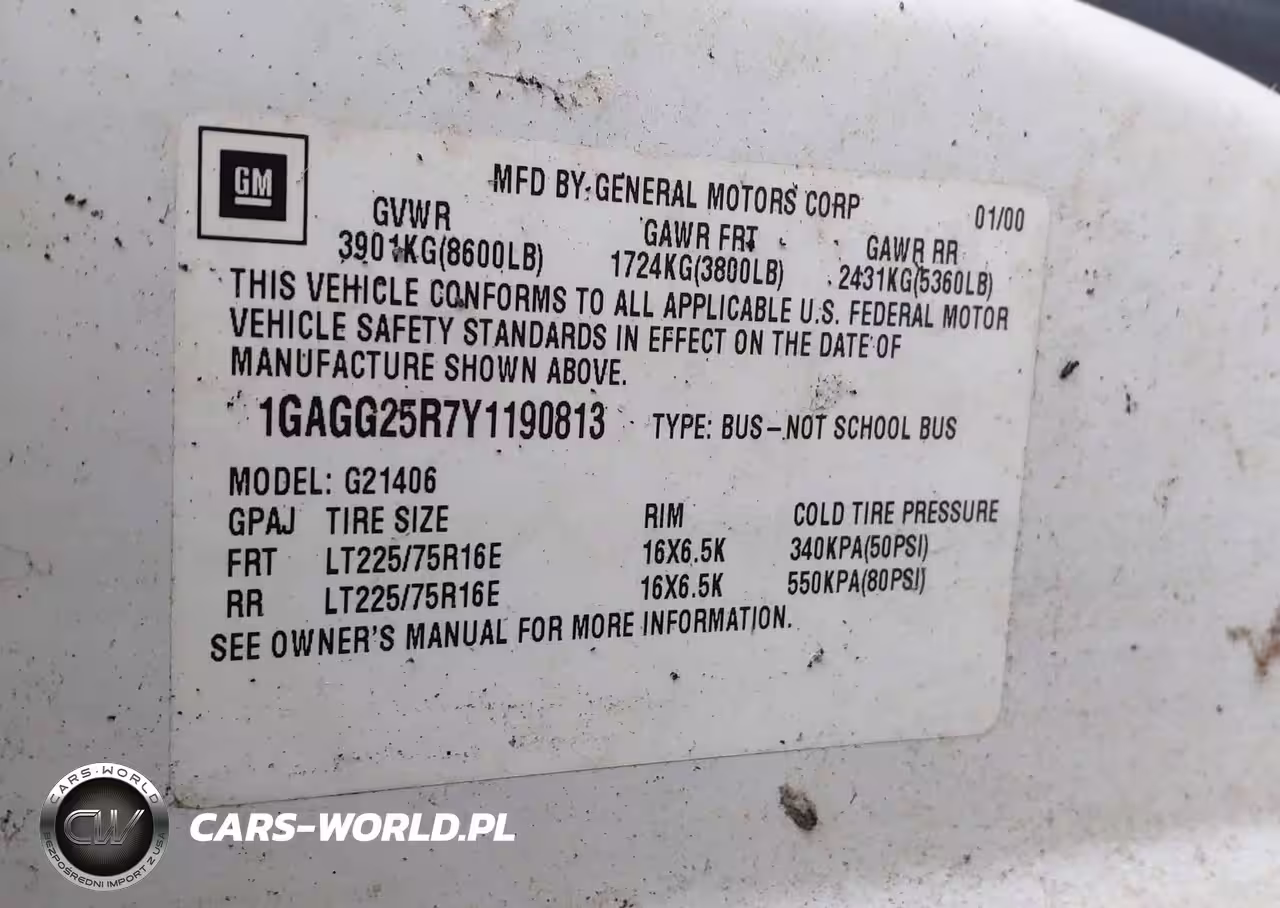 GM
MFD BY GENERAL MOTORS CORP
01/00
GVWR GAWR FRT GAWR RR
3901KG(8600LB) 1724KG(3800LB) 2431KG(5360LB)
THIS VEHICLE CONFORMS TO ALL APPLICABLE U.S. FEDERAL MOTOR
VEHICLE SAFETY STANDARDS IN EFFECT ON THE DATE OF
MANUFACTURE SHOWN ABOVE.
1GAGG25R7Y1190813 TYPE: BUS-NOT SCHOOL BUS
MODEL: G21406
GPAJ TIRE SIZE RIM COLD TIRE PRESSURE
FRT LT225/75R16E 16X6.5K 340KPA(50PSI)
RR LT225/75R16E 16X6.5K 550KPA(80PSI)
SEE OWNER'S MANUAL FOR MORE INFORMATION.
CARS-WORLD
CW
BEZPOŚREDNI IMPORT Z USA
CARS-WORLD.PL